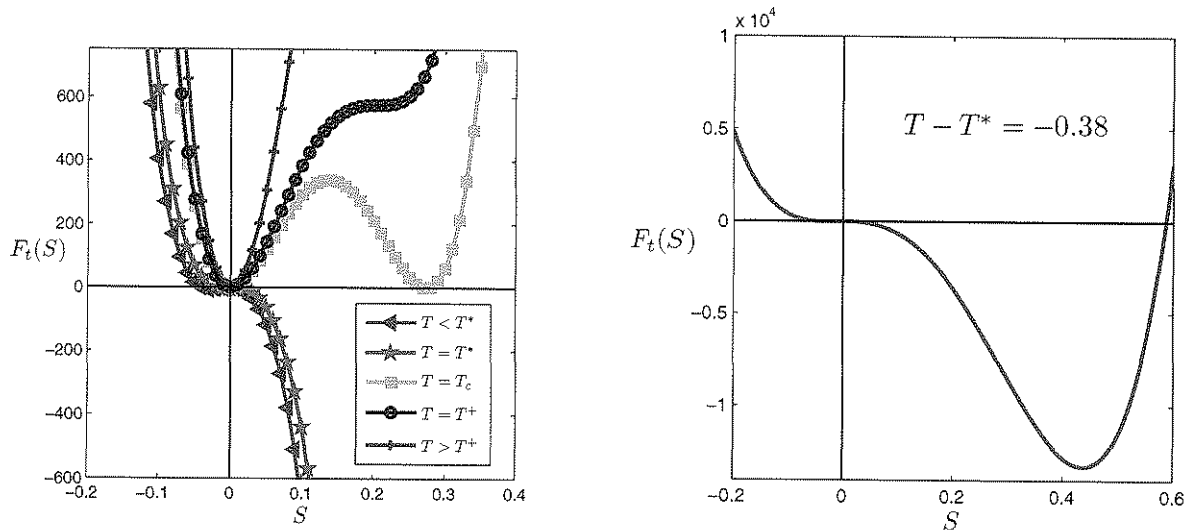 600
400
200
0
−200
−400
−600
−0.2
−0.1
0
0.1
0.2
0.3
0.4
F_t(S)
S
T < T*
T = T*
T = T_c
T = T⁺
T > T⁺
1 x 10⁴
0.5
0
−0.5
−1
−0.2
0
0.2
0.4
0.6
F_t(S)
S
T − T* = −0.38